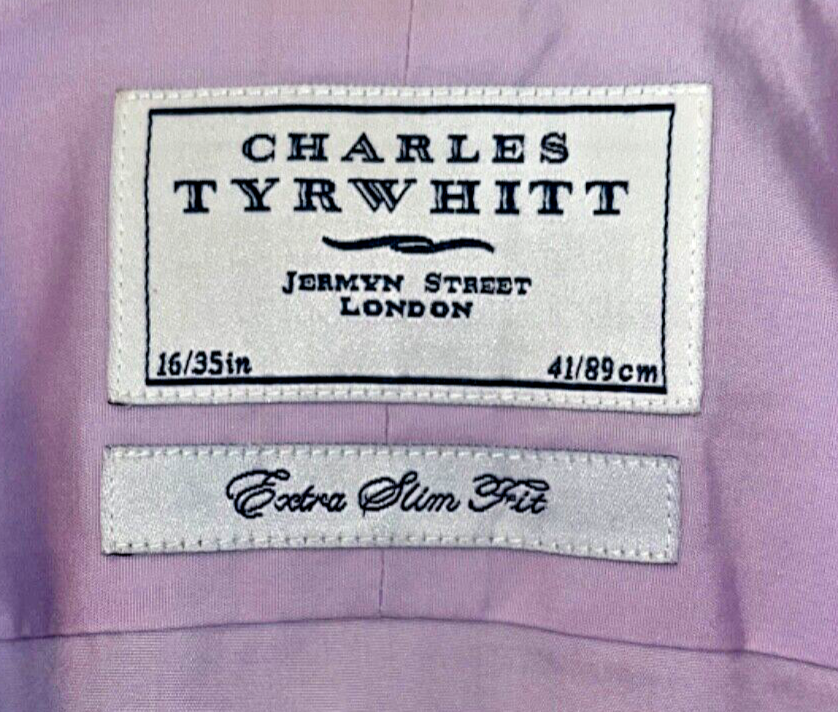 CHARLES
TYRWHITT
JERMYN STREET
LONDON
16/35in 41/89cm
Extra Slim Fit